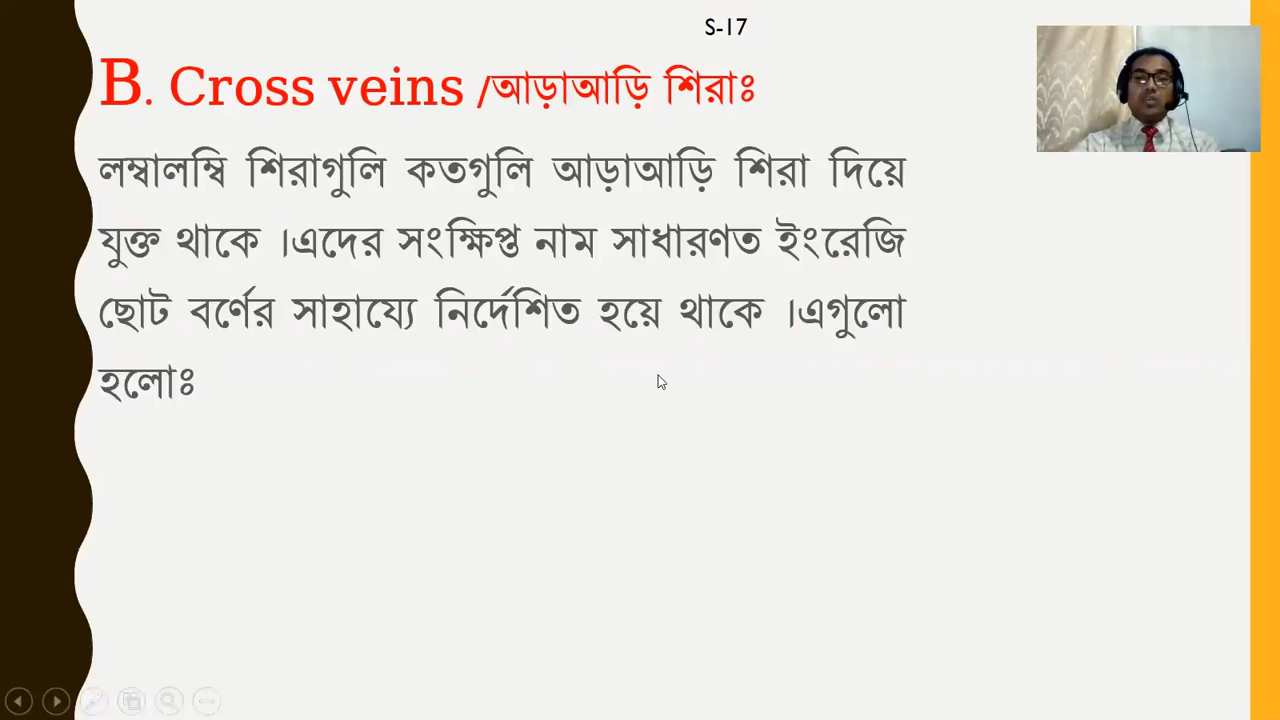 S-17
B. Cross veins /আড়াআড়ি শিরাঃ
লম্বালম্বি শিরাগুলি কতগুলি আড়াআড়ি শিরা দিয়ে
যুক্ত থাকে ।এদের সংক্ষিপ্ত নাম সাধারণত ইংরেজি
ছোট বর্ণের সাহায্যে নির্দেশিত হয়ে থাকে ।এগুলো
হলোঃ